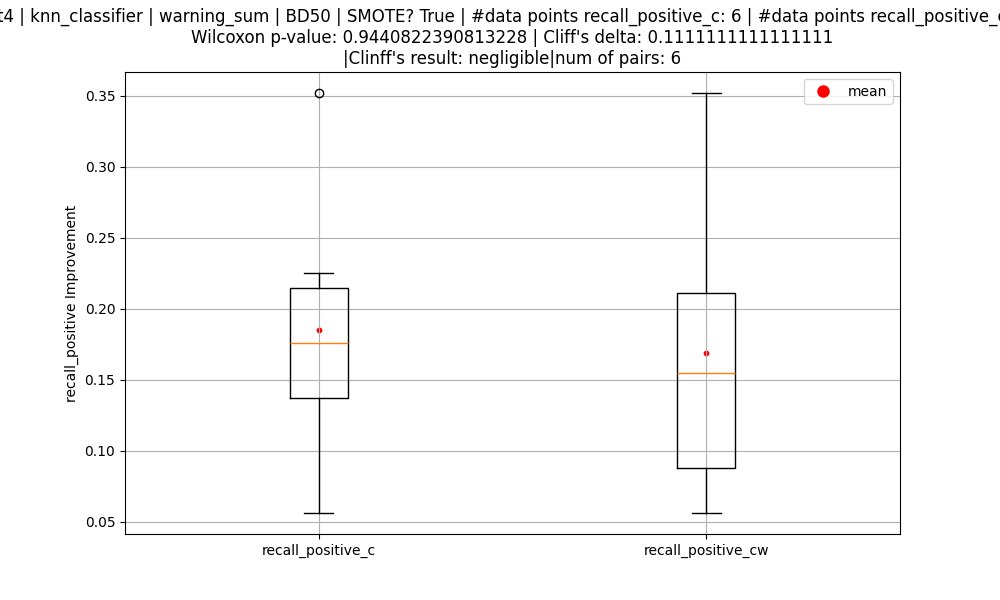 t4 | knn_classifier | warning_sum | BD50 | SMOTE? True | #data points recall_positive_c: 6 | #data points recall_positive_c
Wilcoxon p-value: 0.9440822390813228 | Cliff's delta: 0.1111111111111111
|Clinff's result: negligible|num of pairs: 6
mean
0.35
0.30
0.25
0.20
0.15
0.10
0.05
recall_positive Improvement
recall_positive_c
recall_positive_cw